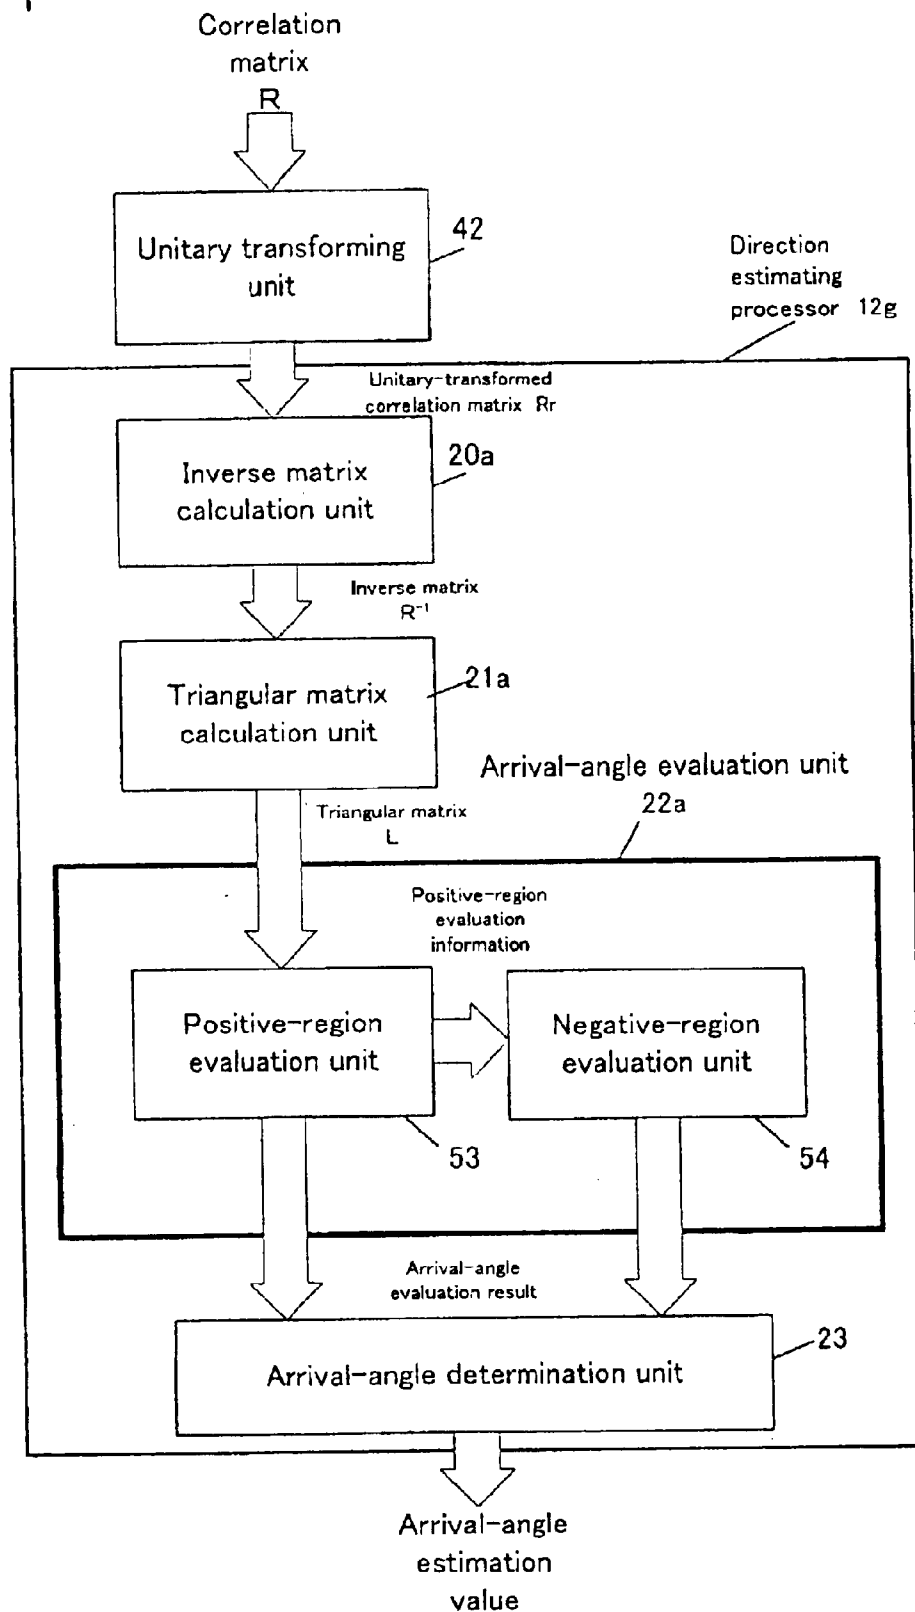 Correlation
matrix
R
Unitary transforming
unit
42
Direction
estimating
processor 12g
Unitary-transformed
correlation matrix Rr
Inverse matrix
calculation unit
20a
Inverse matrix
R⁻¹
Triangular matrix
calculation unit
21a
Arrival-angle evaluation unit
22a
Triangular matrix
L
Positive-region
evaluation
information
Positive-region
evaluation unit
Negative-region
evaluation unit
53
54
Arrival-angle
evaluation result
23
Arrival-angle determination unit
Arrival-angle
estimation
value